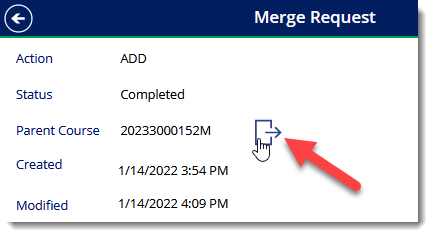 Merge Request
Action ADD
Status Completed
Parent Course 20233000152M
Created 1/14/2022 3:54 PM
Modified 1/14/2022 4:09 PM